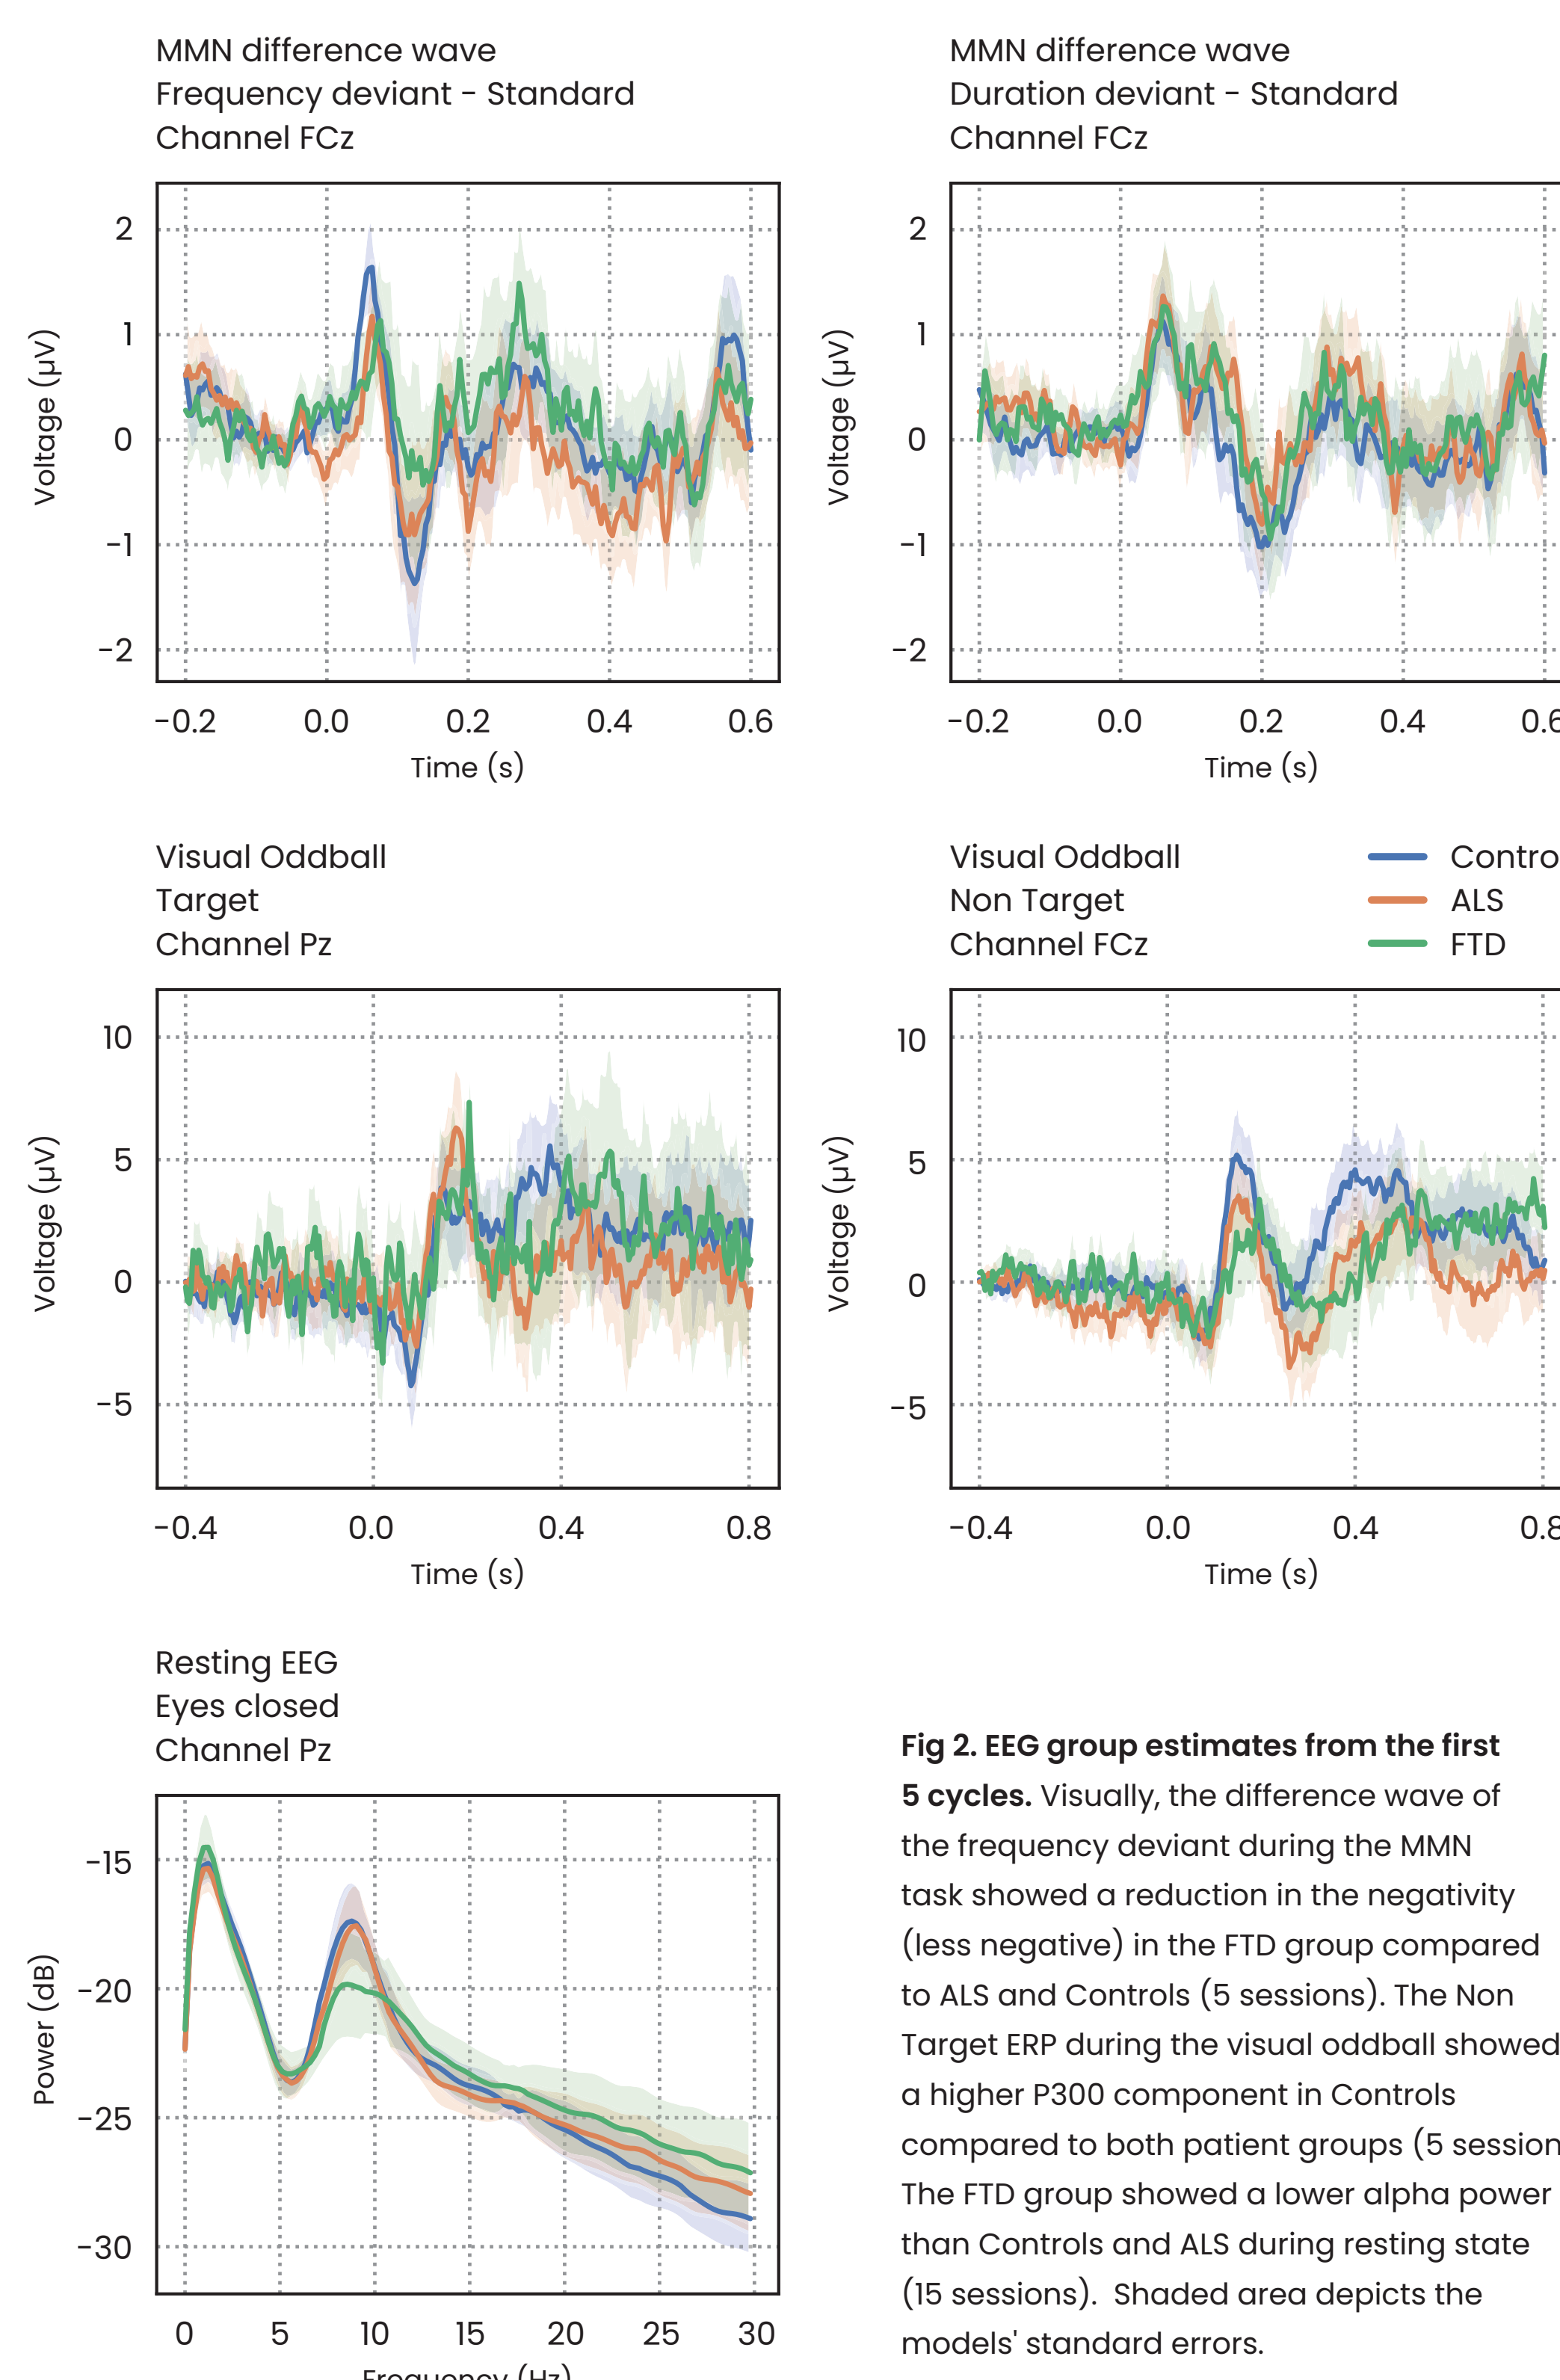 MMN difference wave
Frequency deviant - Standard
Channel FCz
MMN difference wave
Duration deviant - Standard
Channel FCz
2
1
0
−1
−2
Voltage (µV)
−0.2 0.0 0.2 0.4 0.6
Time (s)
2
1
0
−1
−2
Voltage (µV)
−0.2 0.0 0.2 0.4 0.6
Time (s)
Visual Oddball
Target
Channel Pz
Visual Oddball
Non Target
Channel FCz
Contro
ALS
FTD
10
5
0
−5
Voltage (µV)
−0.4 0.0 0.4 0.8
Time (s)
10
5
0
−5
Voltage (µV)
−0.4 0.0 0.4 0.8
Time (s)
Resting EEG
Eyes closed
Channel Pz
−15
−20
−25
−30
Power (dB)
0 5 10 15 20 25 30
Frequency (Hz)
Fig 2. EEG group estimates from the first
5 cycles. Visually, the difference wave of
the frequency deviant during the MMN
task showed a reduction in the negativity
(less negative) in the FTD group compared
to ALS and Controls (5 sessions). The Non
Target ERP during the visual oddball showed
a higher P300 component in Controls
compared to both patient groups (5 session
The FTD group showed a lower alpha power
than Controls and ALS during resting state
(15 sessions). Shaded area depicts the
models' standard errors.